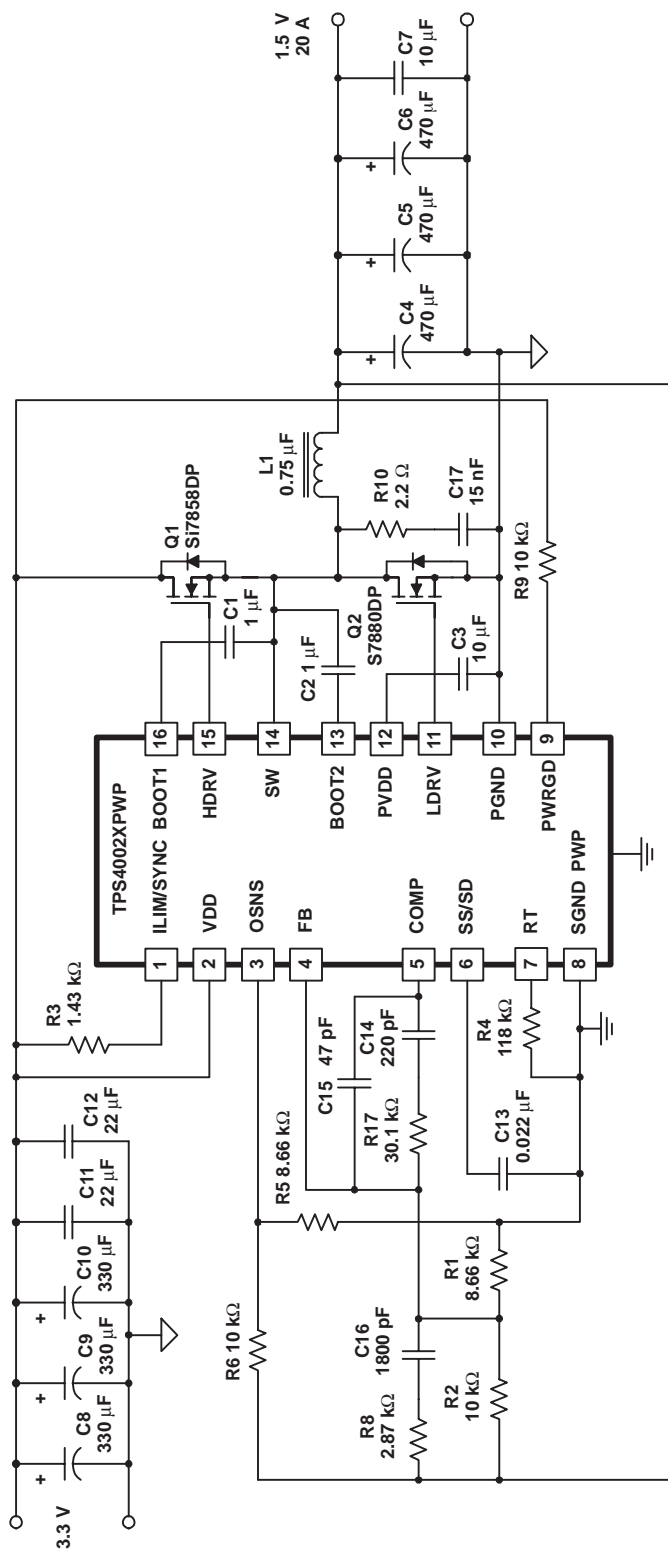 3.3 V
+
C8
330 µF
+
C9
330 µF
+
C10
330 µF
C11
22 µF
C12
22 µF
R3
1.43 kΩ
TPS4002XPWP
1
ILIM/SYNC
BOOT1
16
2
VDD
HDRV
15
3
OSNS
SW
14
4
FB
BOOT2
13
PVDD
12
5
COMP
LDRV
11
6
SS/SD
PGND
10
7
RT
PWRGD
9
8
SGND
PWP
R6 10 kΩ
R5 8.66 kΩ
C15
47 pF
C14
220 pF
R17
30.1 kΩ
C16
1800 pF
R8
2.87 kΩ
R2
10 kΩ
R1
8.66 kΩ
C13
0.022 µF
R4
118 kΩ
Q1
Si7858DP
C1
1 µF
C2 1 µF
Q2
S7880DP
C3
10 µF
L1
0.75 µF
R10
2.2 Ω
C17
15 nF
R9 10 kΩ
+
C4
470 µF
+
C5
470 µF
+
C6
470 µF
C7
10 µF
1.5 V
20 A